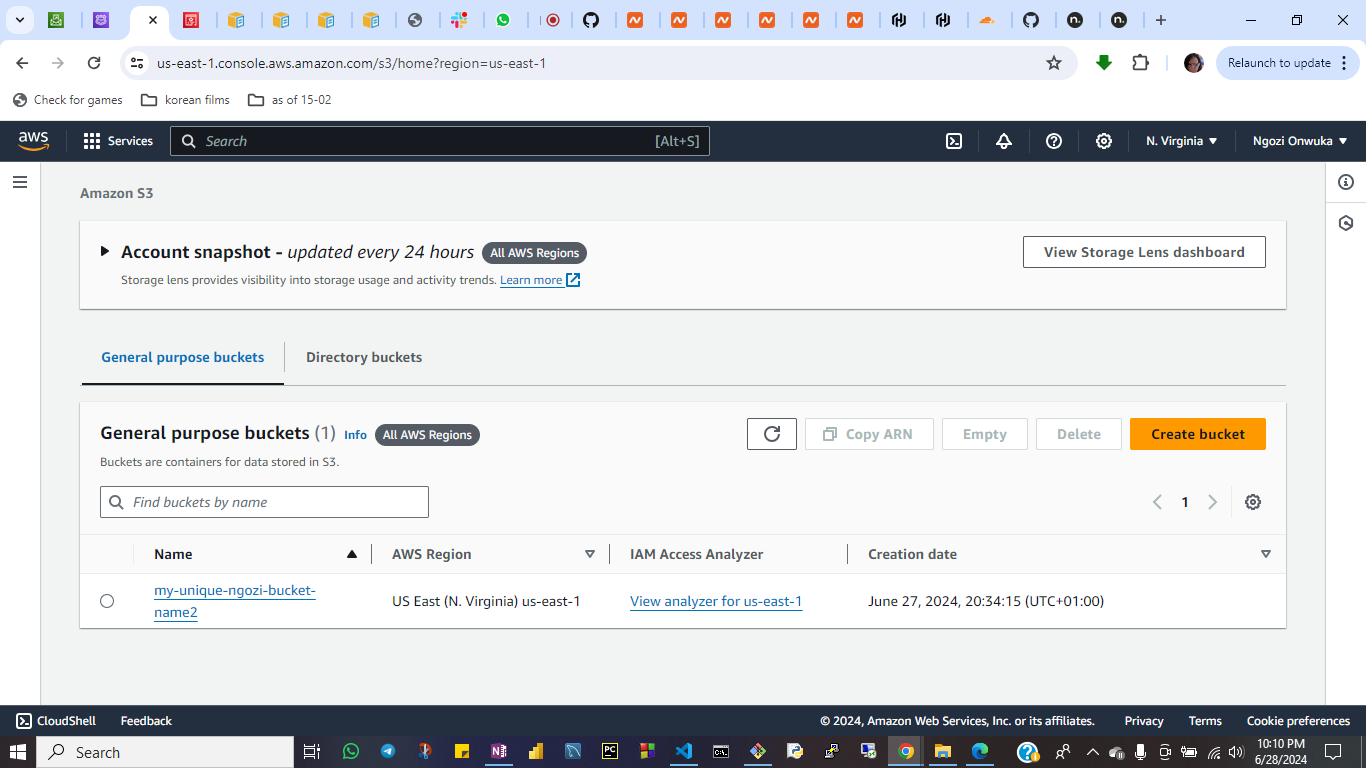 us-east-1.console.aws.amazon.com/s3/home?region=us-east-1
Relaunch to update
Check for games
korean films
as of 15-02
aws
Services
Search
[Alt+S]
N. Virginia
Ngozi Onwuka
Amazon S3
Account snapshot - updated every 24 hours
All AWS Regions
View Storage Lens dashboard
Storage lens provides visibility into storage usage and activity trends. Learn more
General purpose buckets
Directory buckets
General purpose buckets (1)
Info
All AWS Regions
Copy ARN
Empty
Delete
Create bucket
Buckets are containers for data stored in S3.
Find buckets by name
1
Name
AWS Region
IAM Access Analyzer
Creation date
my-unique-ngozi-bucket-
name2
US East (N. Virginia) us-east-1
View analyzer for us-east-1
June 27, 2024, 20:34:15 (UTC+01:00)
CloudShell
Feedback
© 2024, Amazon Web Services, Inc. or its affiliates.
Privacy
Terms
Cookie preferences
Search
10:10 PM
6/28/2024